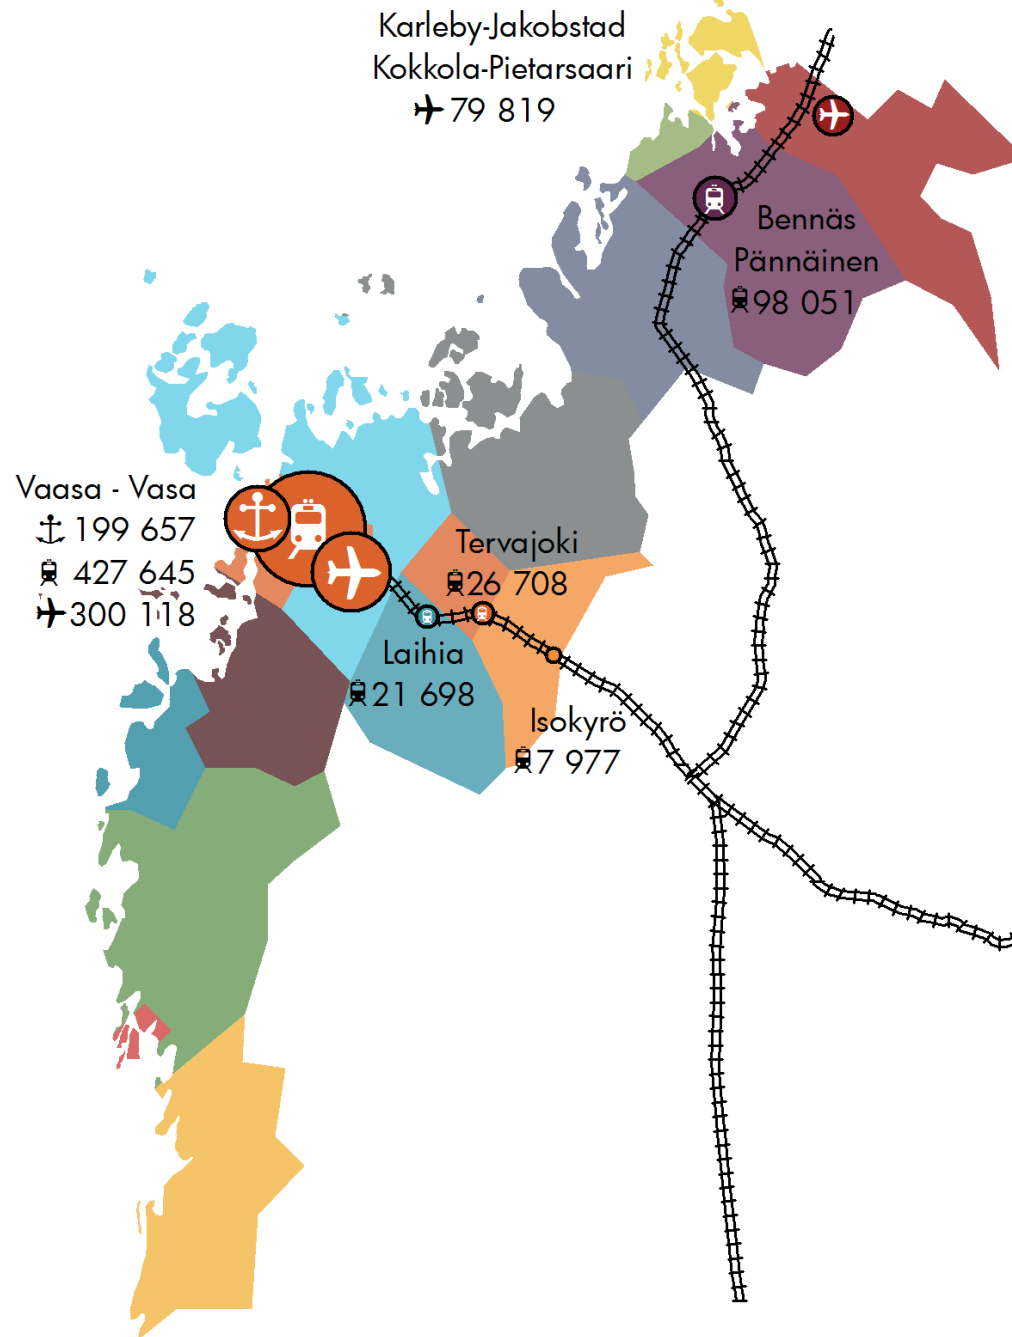 Karleby-Jakobstad
Kokkola-Pietarsaari
79 819
Bennäs
Pännäinen
98 051
Vaasa - Vasa
199 657
427 645
300 118
Tervajoki
26 708
Laihia
21 698
Isokyrö
7 977